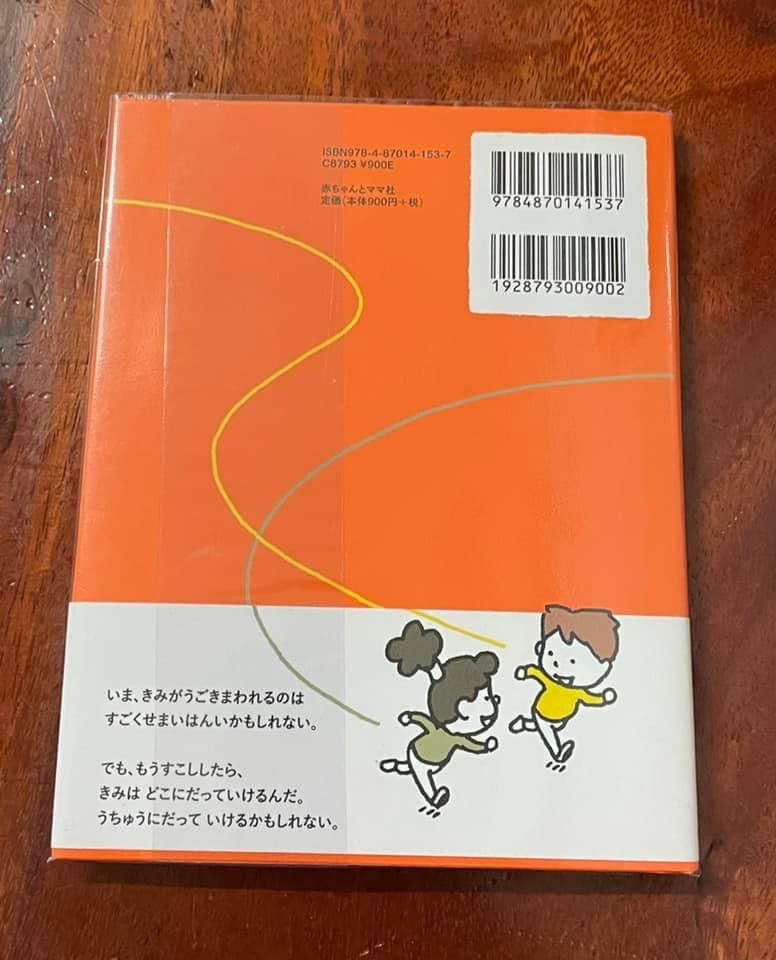 ISBN978-4-87014-153-7
C8793 ¥900E
赤ちゃんとママ社
定価(本体900円+税)
9784870141537
1928793009002
いま、きみがうごきまわれるのは
すごくせまいはんいかもしれない。
でも、もうすこししたら、
きみは どこにだっていけるんだ。
うちゅうにだって いけるかもしれない。